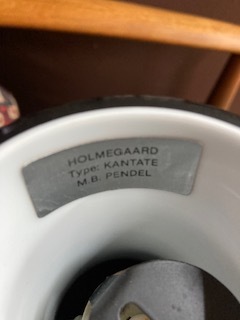 HOLMEGAARD
Type: KANTATE
M.B. PENDEL